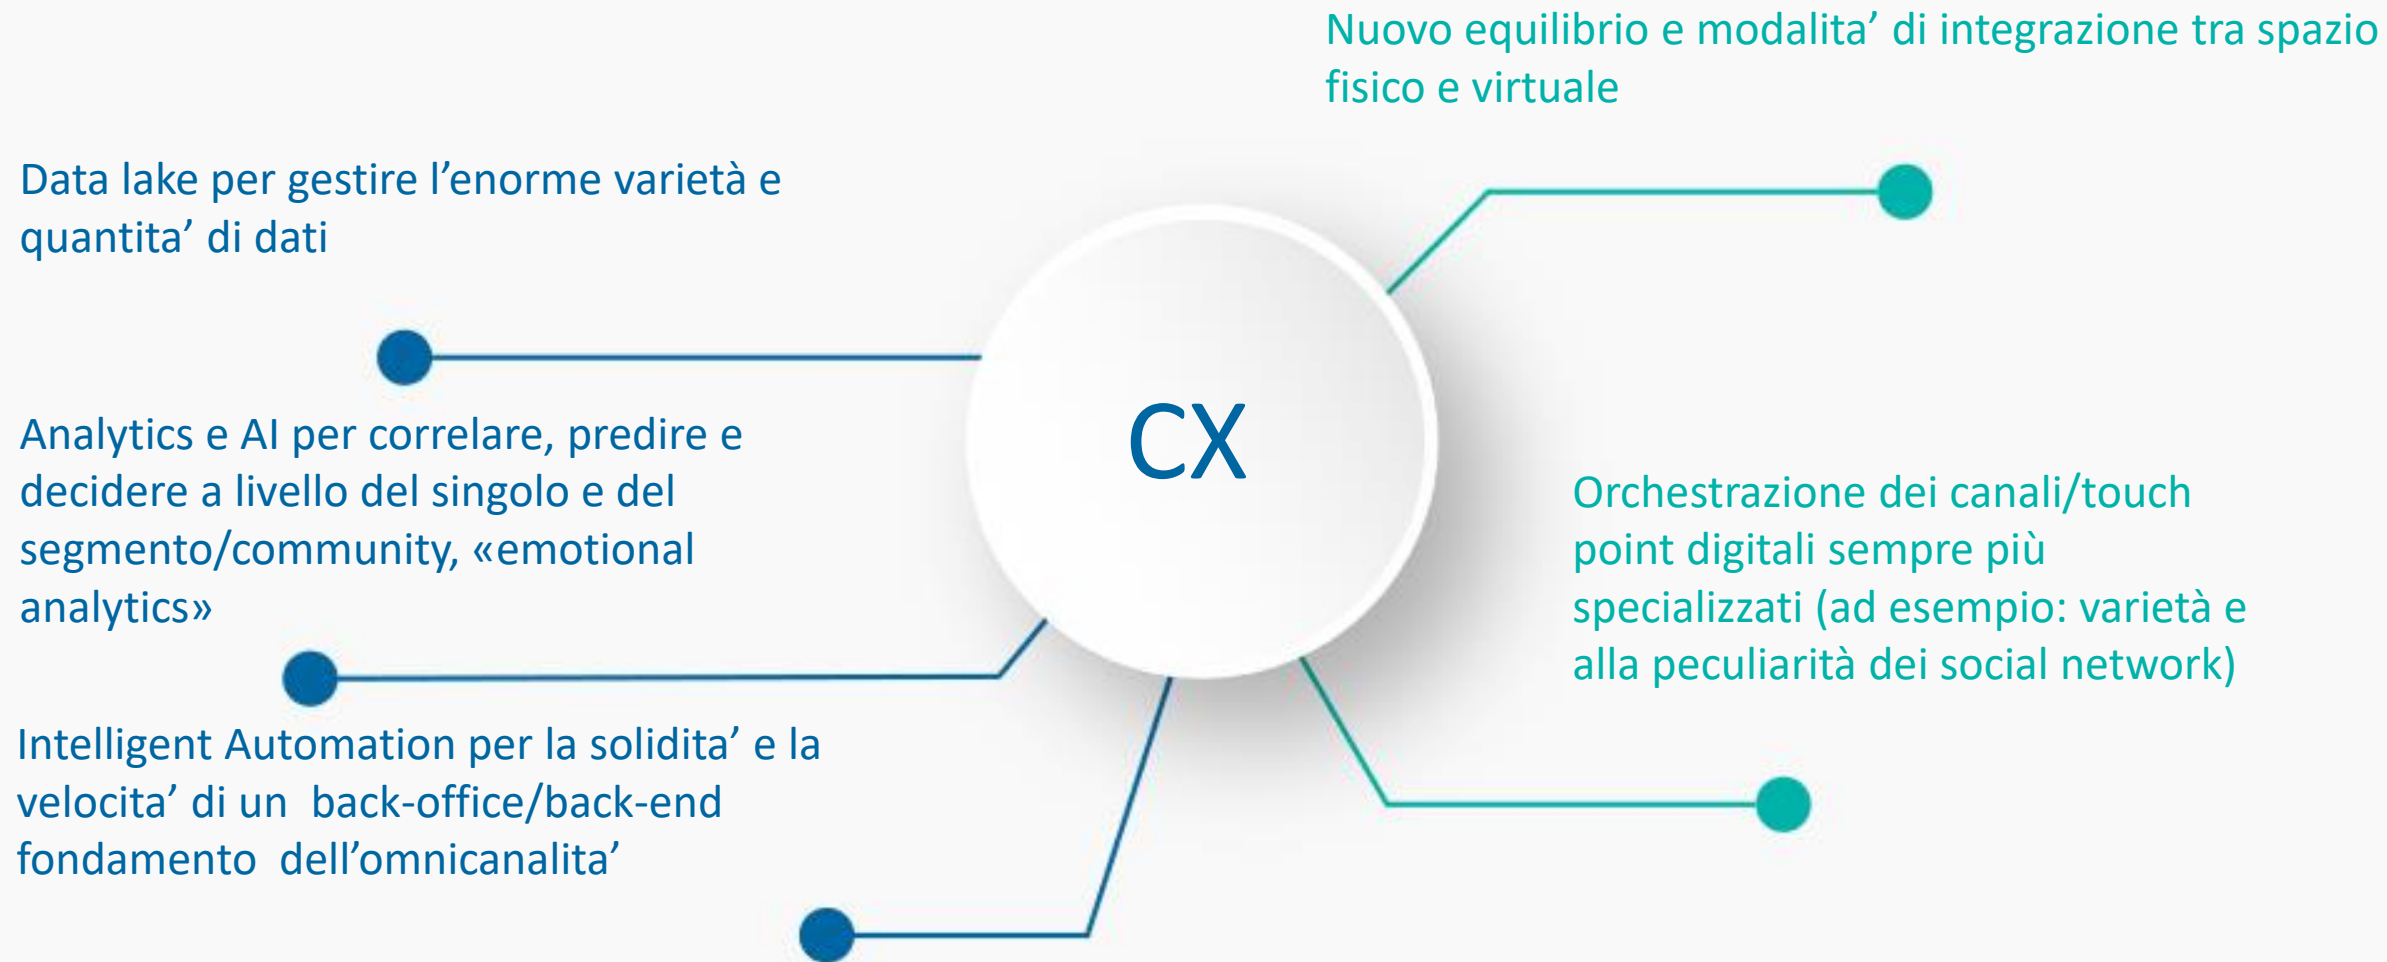 Nuovo equilibrio e modalita’ di integrazione tra spazio
fisico e virtuale
Data lake per gestire l’enorme varietà e
quantita’ di dati
CX
Analytics e AI per correlare, predire e
decidere a livello del singolo e del
segmento/community, «emotional
analytics»
Orchestrazione dei canali/touch
point digitali sempre più
specializzati (ad esempio: varietà e
alla peculiarità dei social network)
Intelligent Automation per la solidita’ e la
velocita’ di un  back-office/back-end
fondamento  dell’omnicanalita’